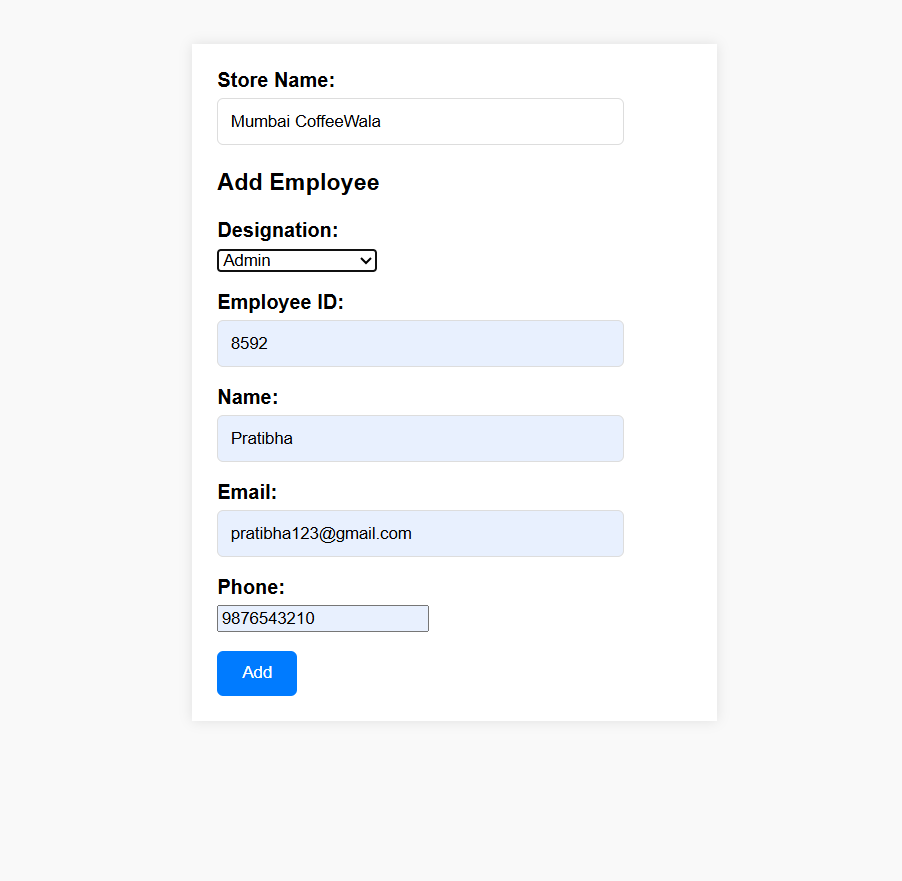 Store Name:
Mumbai CoffeeWala
Add Employee
Designation:
Admin
Employee ID:
8592
Name:
Pratibha
Email:
pratibha123@gmail.com
Phone:
9876543210
Add